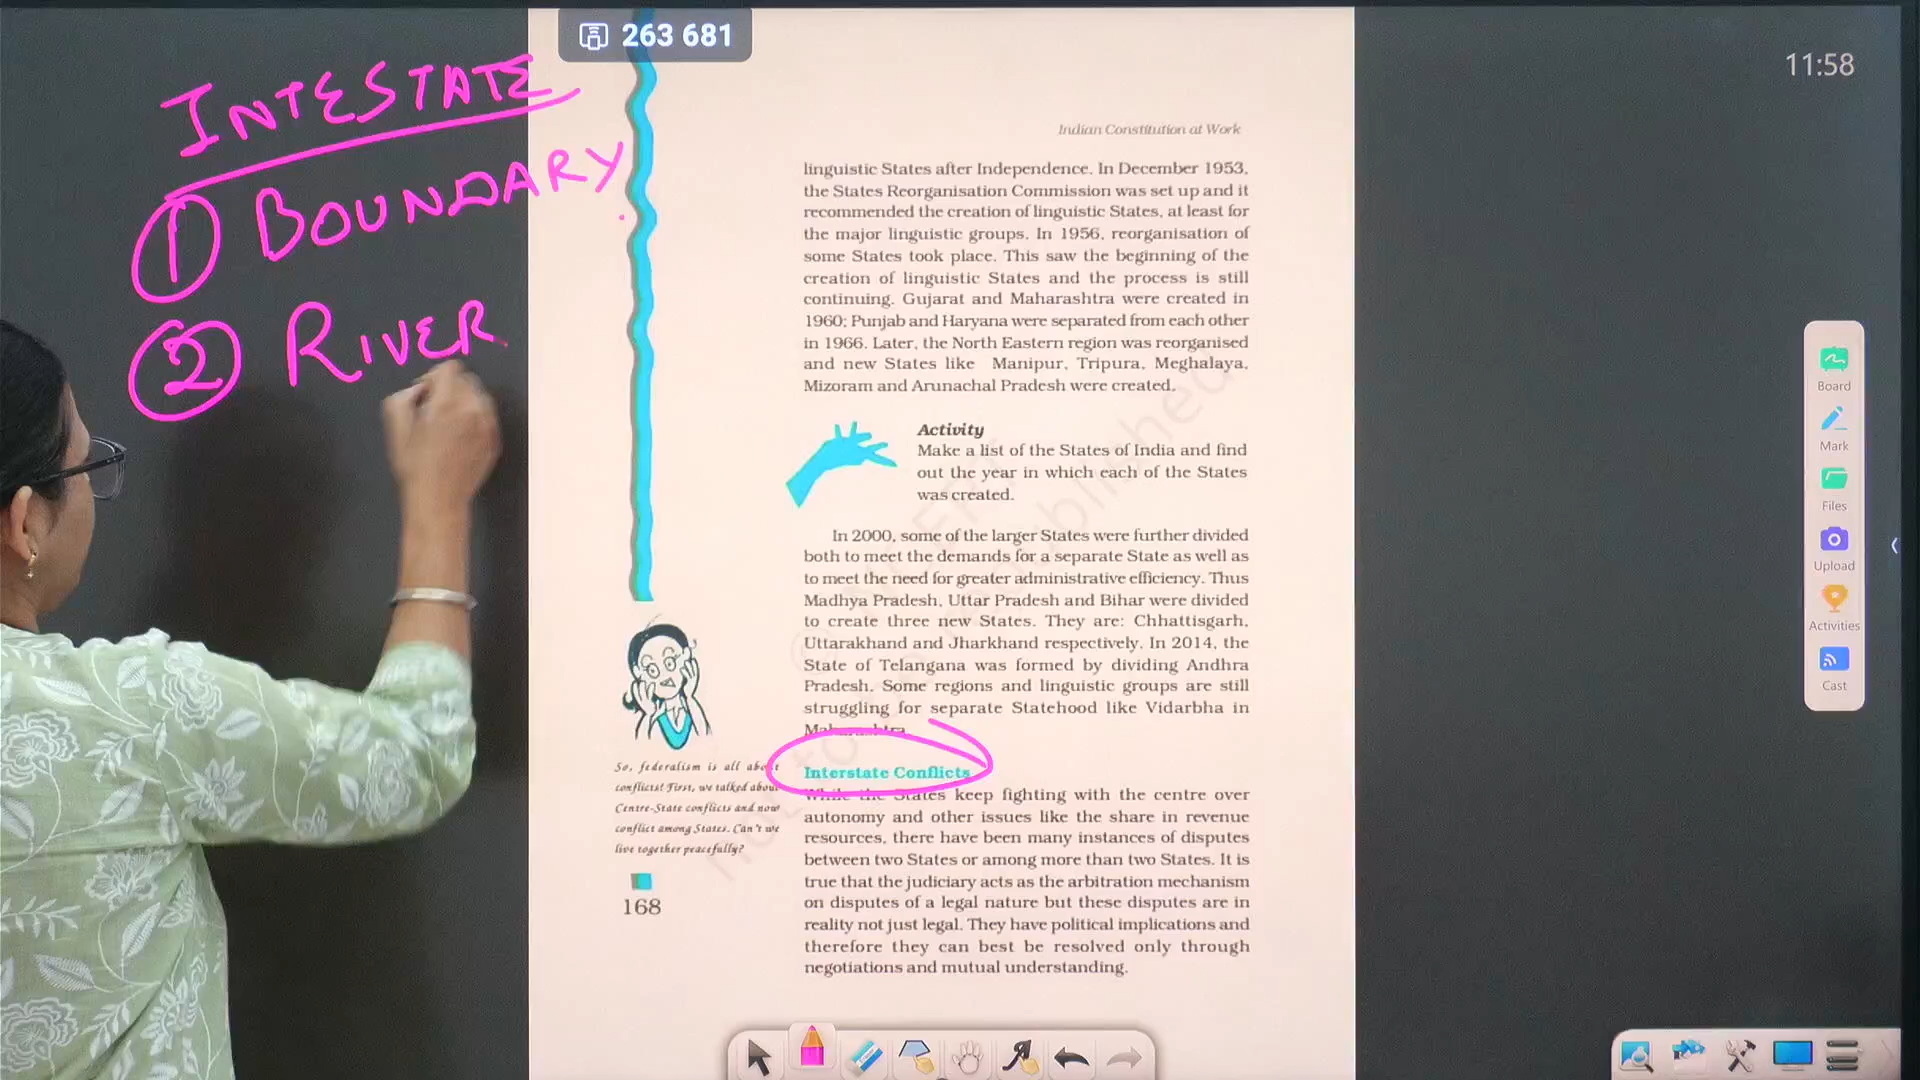 263 681
11:58
INTESTATE
① BOUNDARY
② RIVER
Indian Constitution at Work
linguistic States after Independence. In December 1953,
the States Reorganisation Commission was set up and it
recommended the creation of linguistic States, at least for
the major linguistic groups. In 1956, reorganisation of
some States took place. This saw the beginning of the
creation of linguistic States and the process is still
continuing. Gujarat and Maharashtra were created in
1960; Punjab and Haryana were separated from each other
in 1966. Later, the North Eastern region was reorganised
and new States like Manipur, Tripura, Meghalaya,
Mizoram and Arunachal Pradesh were created.
Activity
Make a list of the States of India and find
out the year in which each of the States
was created.
In 2000, some of the larger States were further divided
both to meet the demands for a separate State as well as
to meet the need for greater administrative efficiency. Thus
Madhya Pradesh, Uttar Pradesh and Bihar were divided
to create three new States. They are: Chhattisgarh,
Uttarakhand and Jharkhand respectively. In 2014, the
State of Telangana was formed by dividing Andhra
Pradesh. Some regions and linguistic groups are still
struggling for separate Statehood like Vidarbha in
Maharashtra.
Interstate Conflicts
While the States keep fighting with the centre over
autonomy and other issues like the share in revenue
resources, there have been many instances of disputes
between two States or among more than two States. It is
true that the judiciary acts as the arbitration mechanism
on disputes of a legal nature but these disputes are in
reality not just legal. They have political implications and
therefore they can best be resolved only through
negotiations and mutual understanding.
So, federalism is all about
conflicts! First, we talked about
Centre-State conflicts and now
conflict among States. Can't we
live together peacefully?
168
Board
Mark
Files
Upload
Activities
Cast